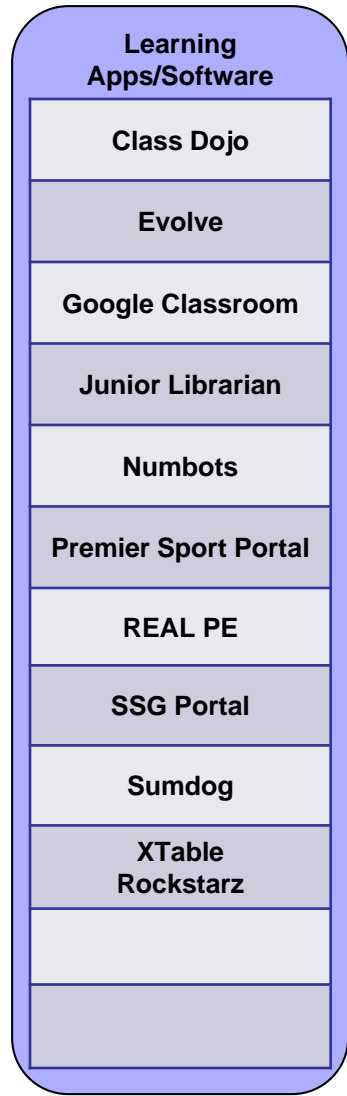 Learning
Apps/Software
Class Dojo
Evolve
Google Classroom
Junior Librarian
Numbots
Premier Sport Portal
REAL PE
SSG Portal
Sumdog
XTable
Rockstarz